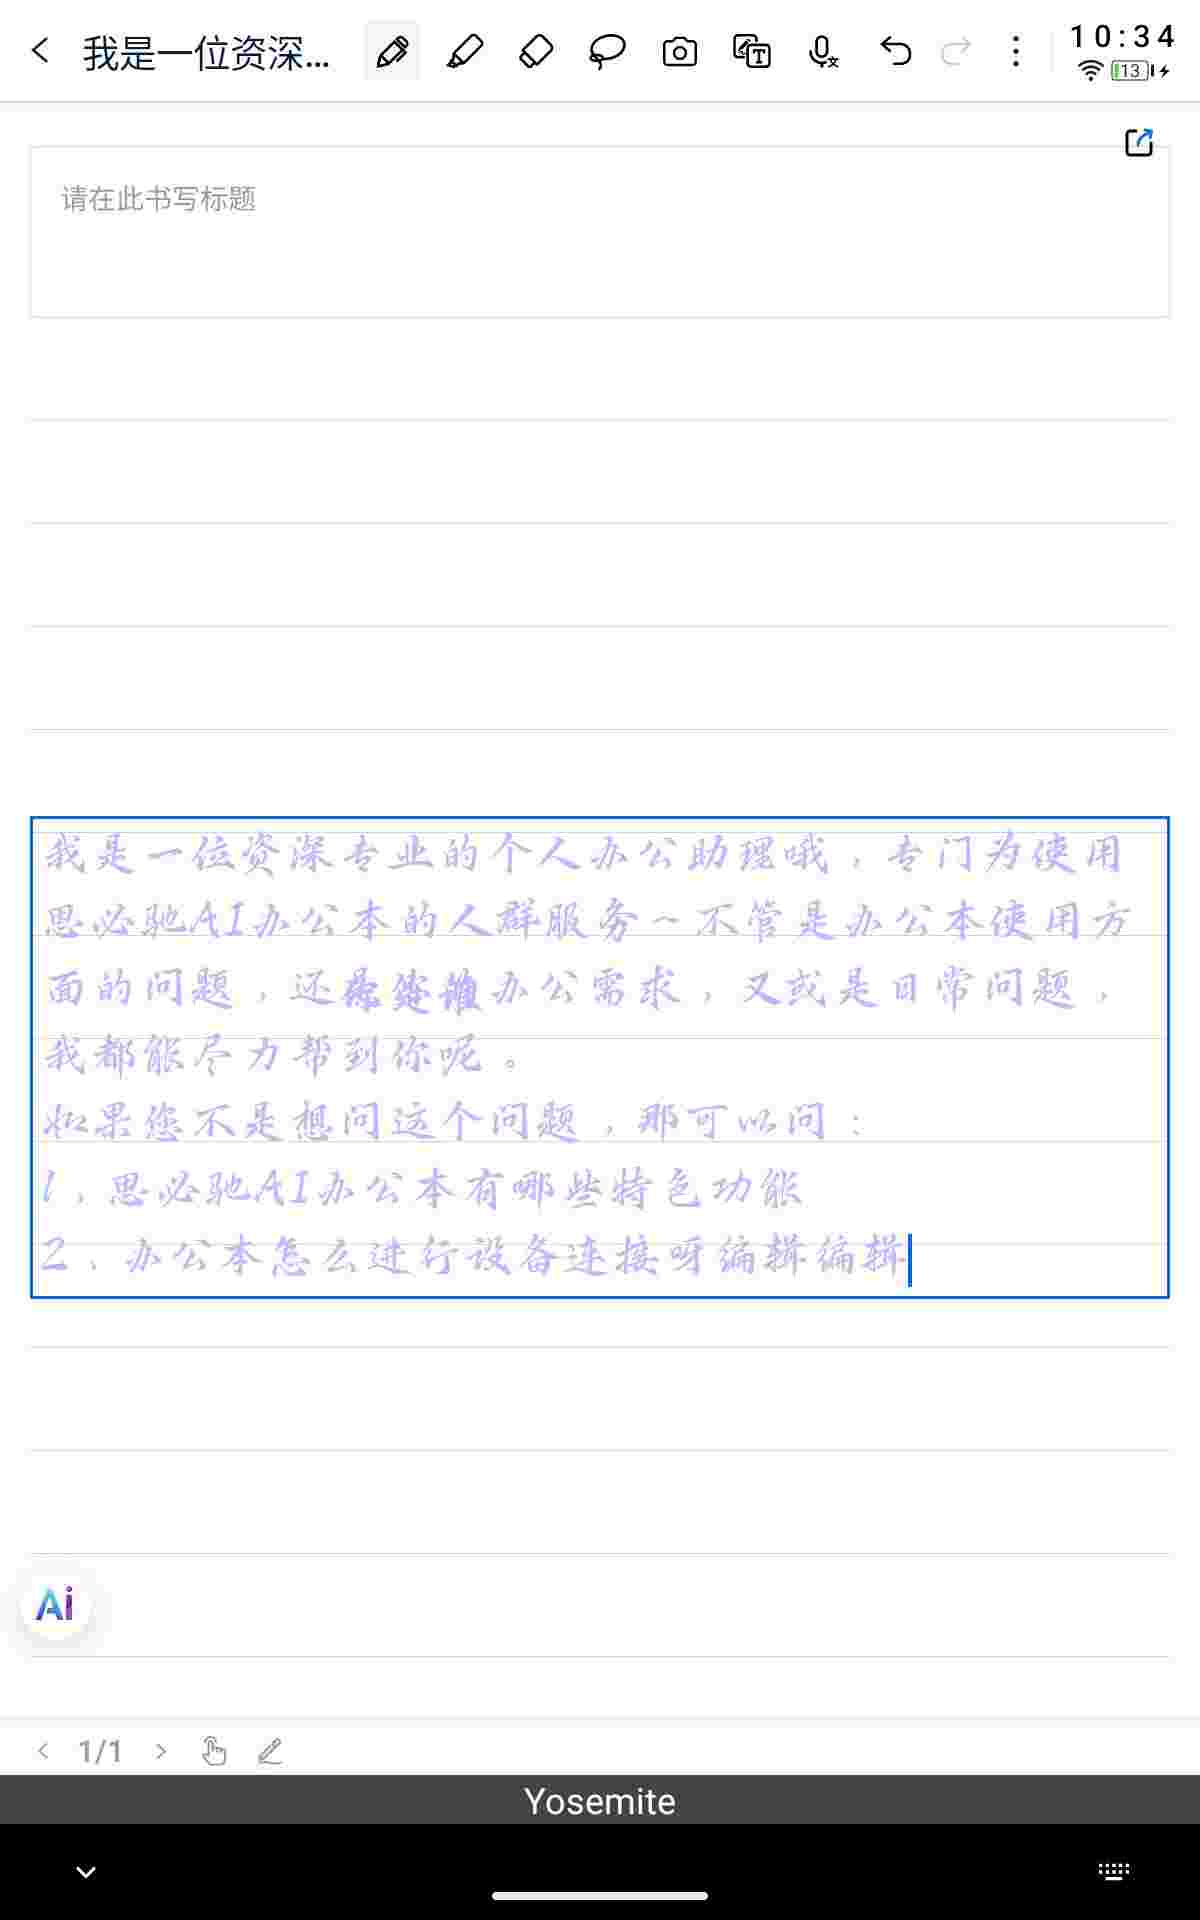 我是一位资深...
10:34
13
请在此书写标题
我是一位资深专业的个人办公助理哦，专门为使用
思必驰AI办公本的人群服务～不管是办公本使用方
面的问题，还是办公需求，又或是日常问题，
我都能尽力帮到你呢。
如果您不是想问这个问题，那可以问：
1、思必驰AI办公本有哪些特色功能
2、办公本怎么进行设备连接呀编辑编辑
Ai
1/1
Yosemite